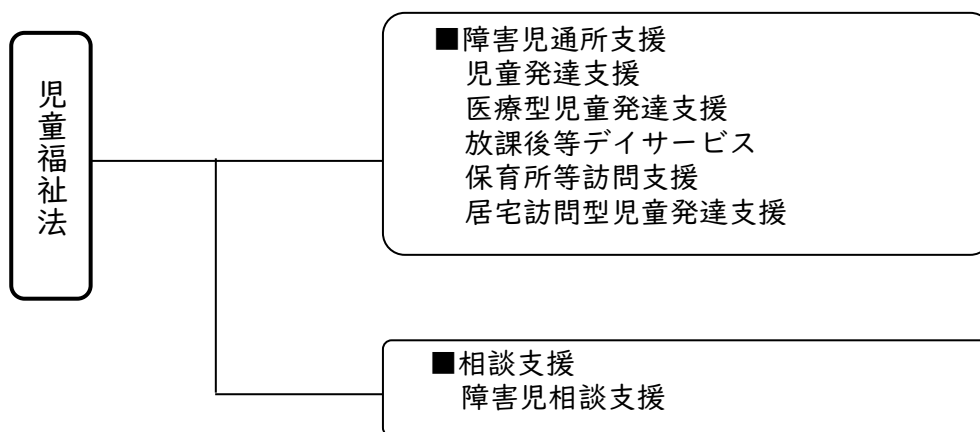 児童福祉法
■障害児通所支援
児童発達支援
医療型児童発達支援
放課後等デイサービス
保育所等訪問支援
居宅訪問型児童発達支援
■相談支援
障害児相談支援